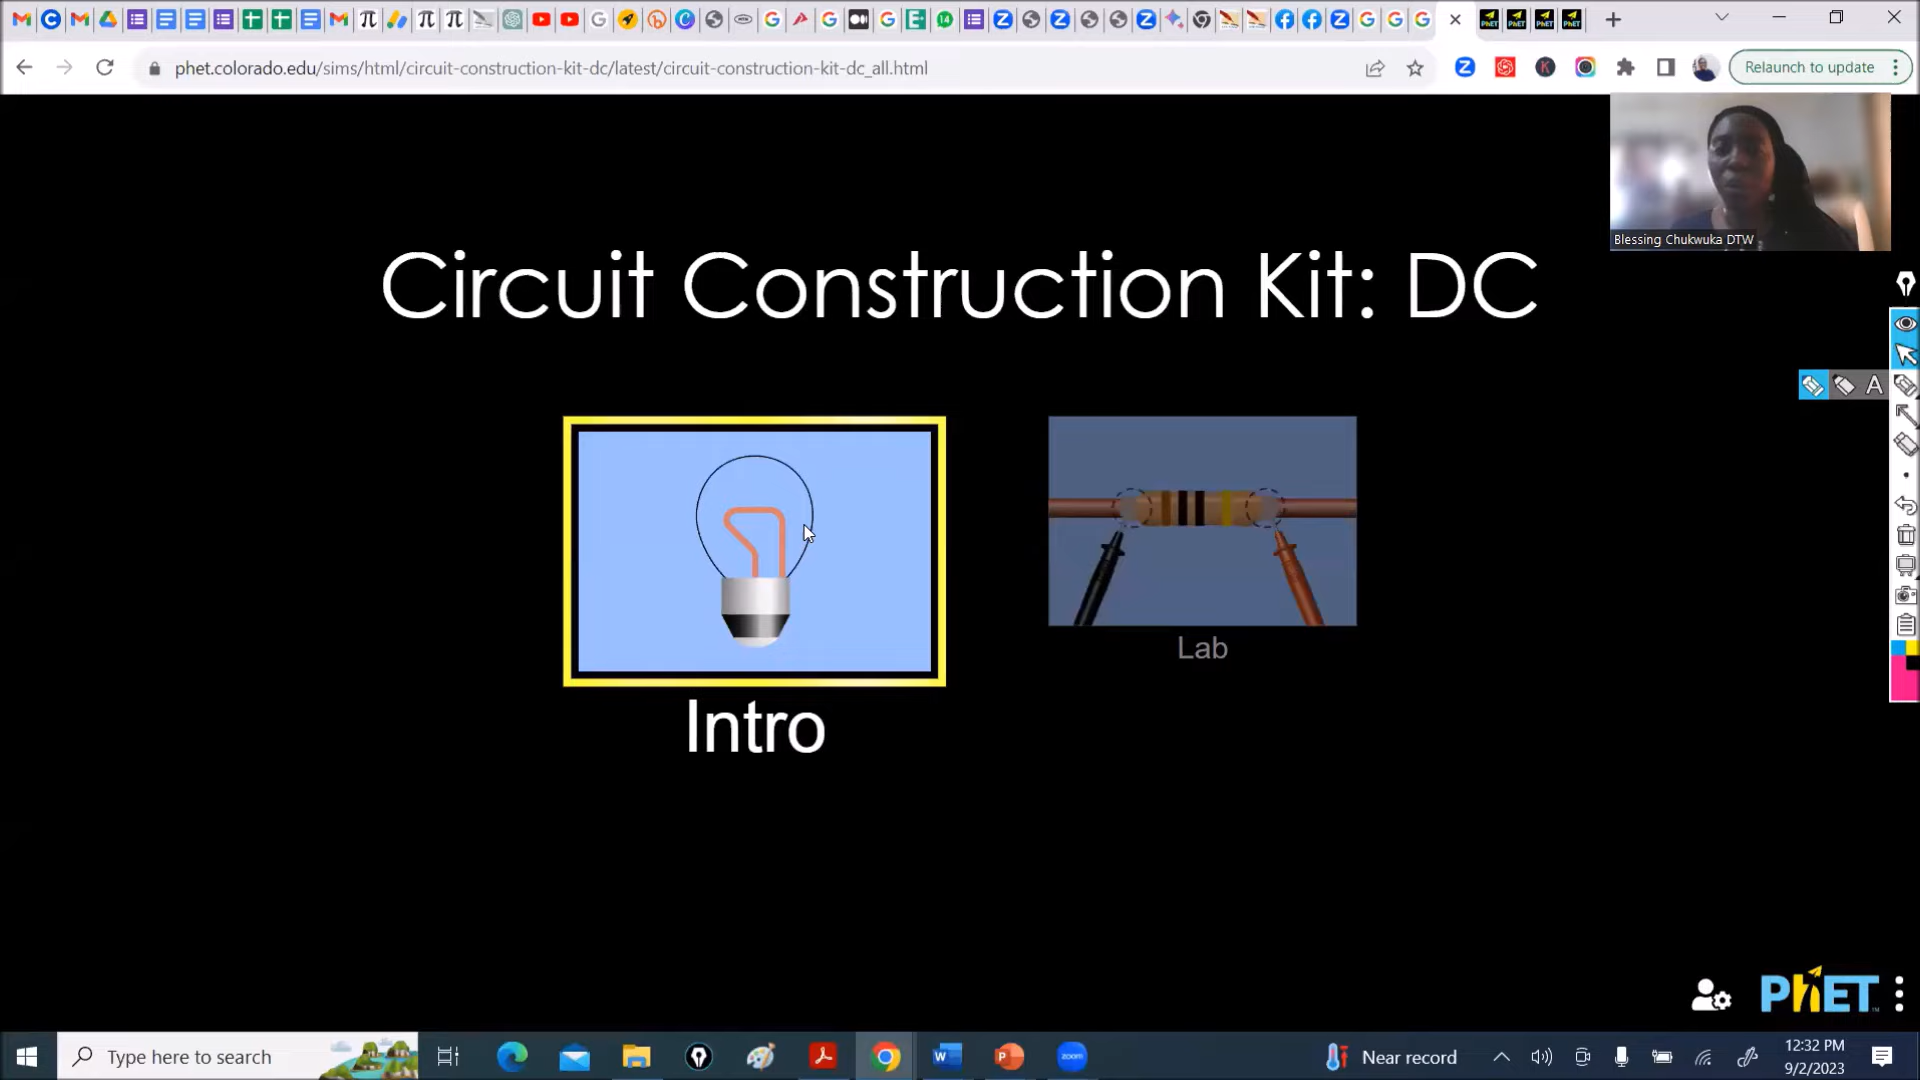 phet.colorado.edu/sims/html/circuit-construction-kit-dc/latest/circuit-construction-kit-dc_all.html
Relaunch to update
Blessing Chukwuka DTW
Circuit Construction Kit: DC
A
Intro
Lab
PhET
Type here to search
zoom
Near record
12:32 PM
9/2/2023